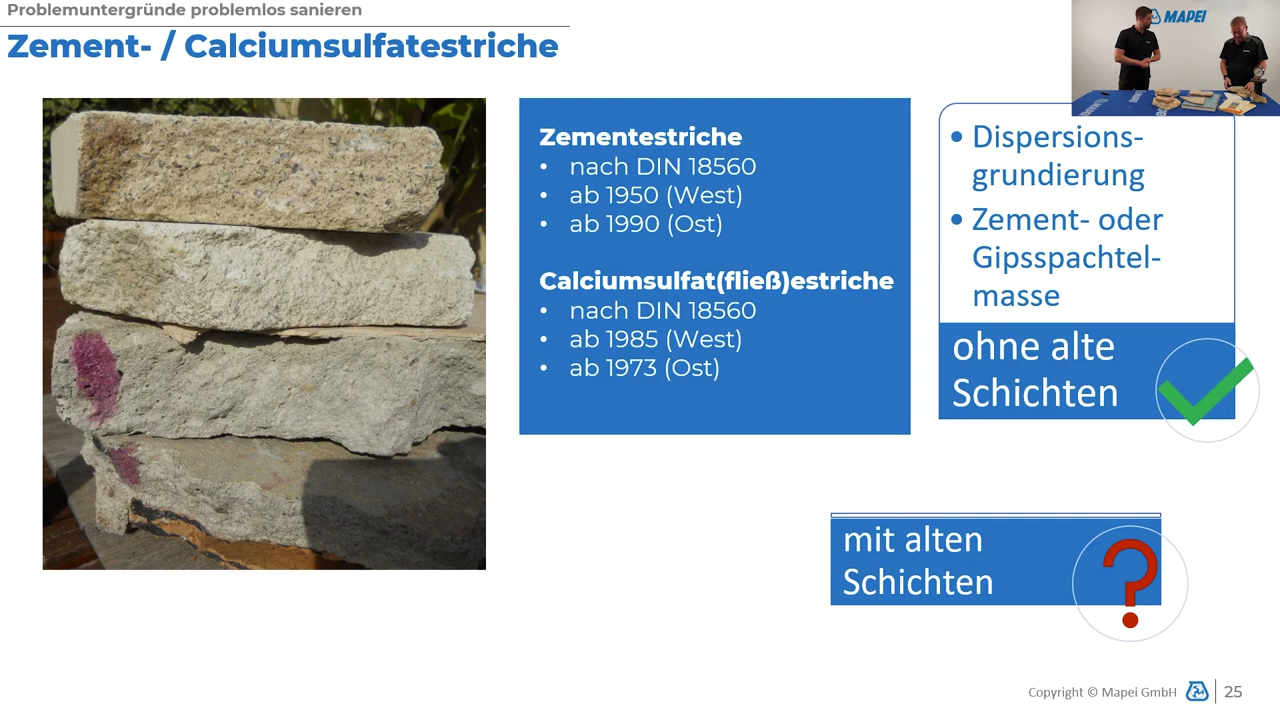 Problemuntergründe problemlos sanieren
Zement- / Calciumsulfatestriche
MAPEI
Zementestriche
• nach DIN 18560
• ab 1950 (West)
• ab 1990 (Ost)
Calciumsulfat(fließ)estriche
• nach DIN 18560
• ab 1985 (West)
• ab 1973 (Ost)
• Dispersions-
grundierung
• Zement- oder
Gipsspachtel-
masse
ohne alte
Schichten
mit alten
Schichten
?
Copyright © Mapei GmbH
25